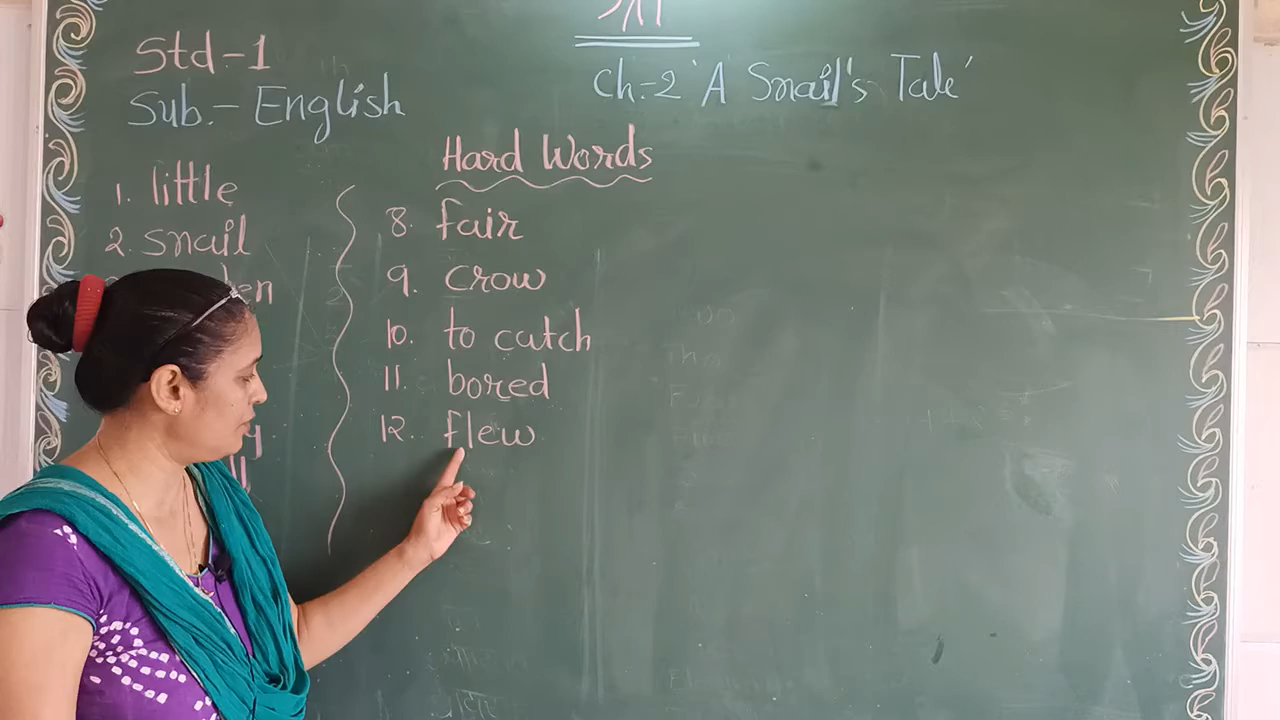 Std-1
Sub.- English
Ch.-2 'A Snail's Tale'
Hard Words
1. little
2. snail
8. fair
9. crow
10. to catch
11. bored
12. flew